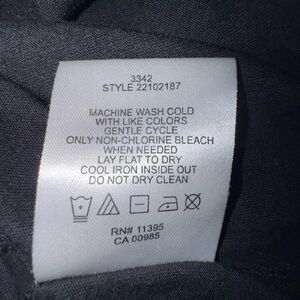 3342
STYLE 22102187
MACHINE WASH COLD
WITH LIKE COLORS
GENTLE CYCLE
ONLY NON-CHLORINE BLEACH
WHEN NEEDED
LAY FLAT TO DRY
COOL IRON INSIDE OUT
DO NOT DRY CLEAN
RN# 11395
CA 00985